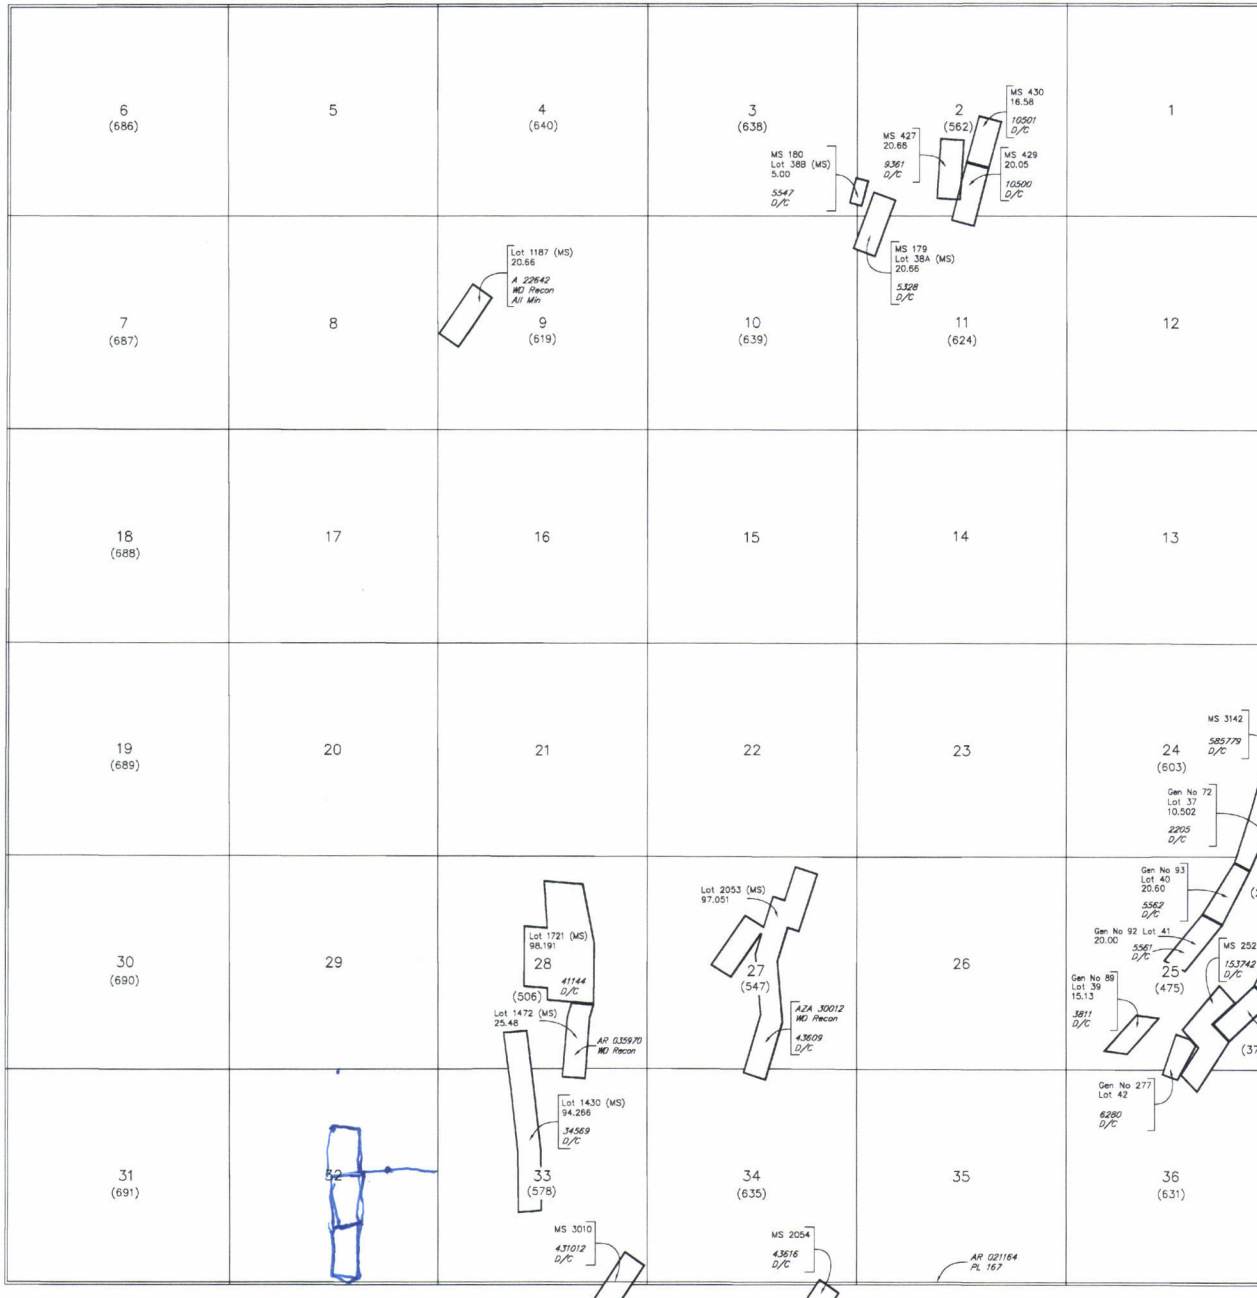 6
(686)
5
4
(640)
3
(638)
2
(562)
1
MS 430
16.58
10501
D/C
MS 427
20.68
9361
D/C
MS 429
20.05
10500
D/C
MS 180
Lot 38B (MS)
5.00
5547
D/C
MS 179
Lot 38A (MS)
20.66
5328
D/C
Lot 1187 (MS)
20.66
A 22642
WD Recon
All Min
7
(687)
8
9
(619)
10
(639)
11
(624)
12
18
(688)
17
16
15
14
13
19
(689)
20
21
22
23
24
(603)
MS 3142
585779
D/C
Gen No 72
Lot 37
10.502
2205
D/C
Gen No 93
Lot 40
20.60
5562
D/C
Gen No 92 Lot 41
20.00
5561
D/C
MS 252
153742
D/C
Gen No 89
Lot 39
15.13
3811
D/C
Gen No 277
Lot 42
6280
D/C
30
(690)
29
Lot 1721 (MS)
98.191
28
(506)
41144
D/C
Lot 1472 (MS)
25.48
AR 035970
WD Recon
Lot 2053 (MS)
97.051
27
(547)
AZA 30012
WD Recon
43609
D/C
26
25
(475)
(37
31
(691)
32
Lot 1430 (MS)
94.266
34569
D/C
33
(578)
34
(635)
35
36
(631)
MS 3010
431012
D/C
MS 2054
43616
D/C
AR 021164
PL 167